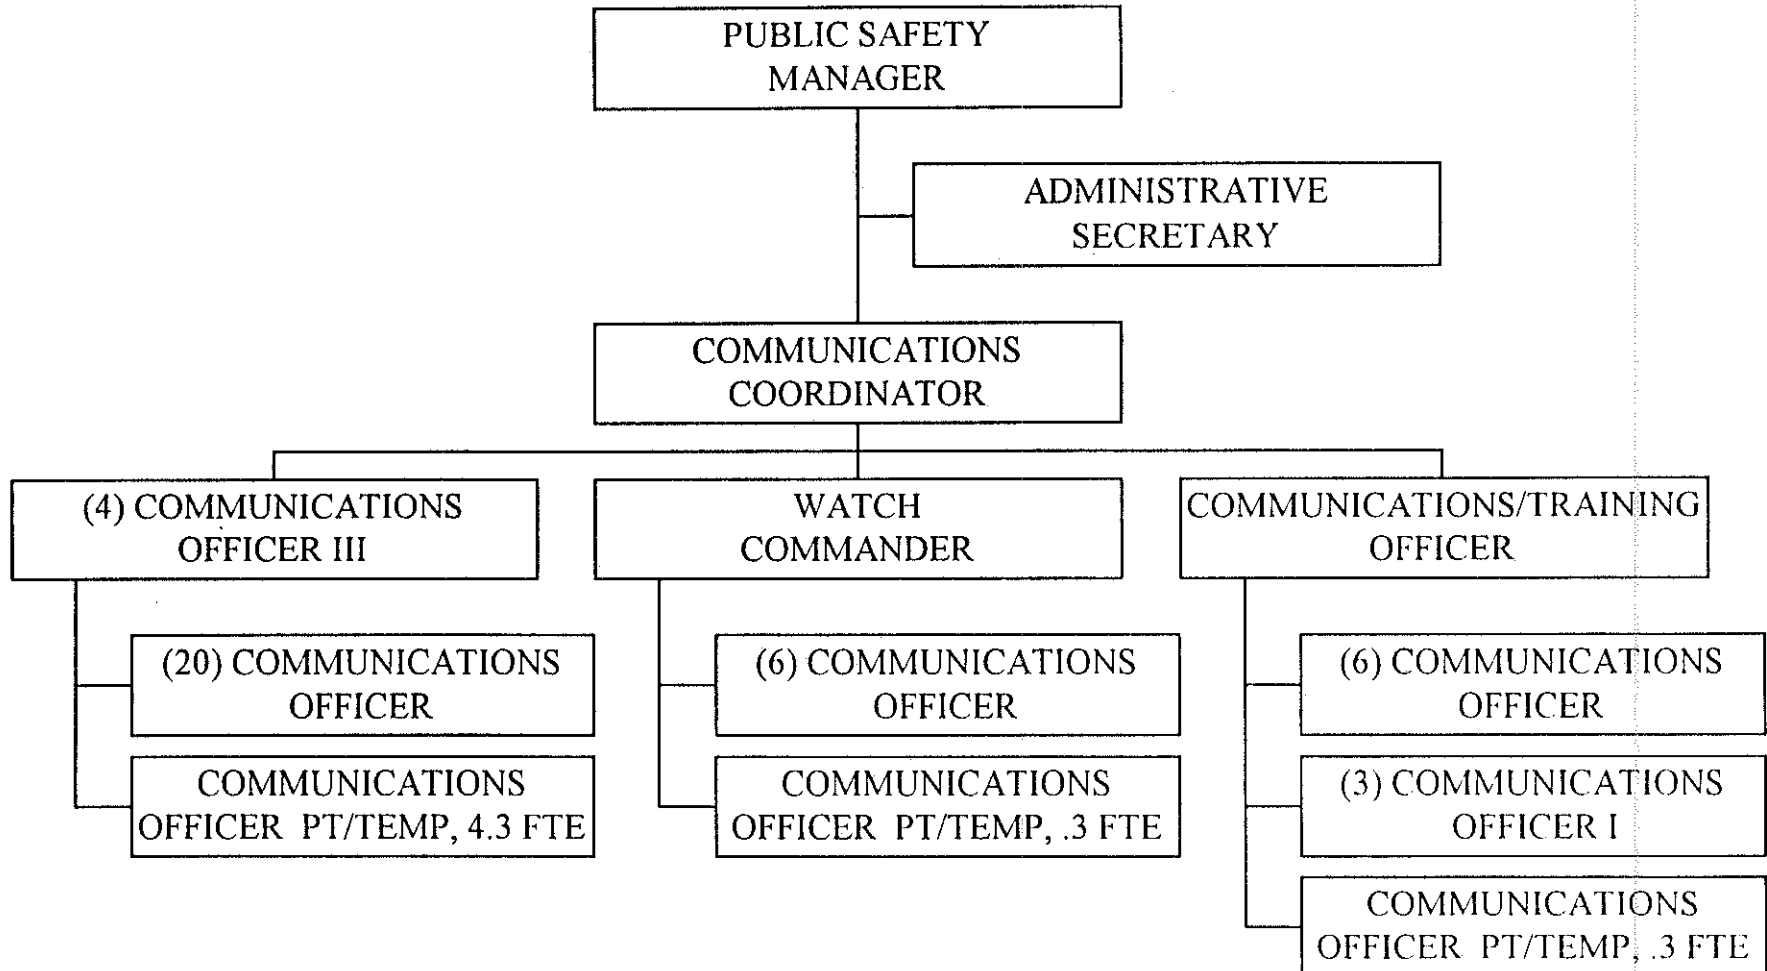 PUBLIC SAFETY
MANAGER
ADMINISTRATIVE
SECRETARY
COMMUNICATIONS
COORDINATOR
(4) COMMUNICATIONS
OFFICER III
WATCH
COMMANDER
COMMUNICATIONS/TRAINING
OFFICER
(20) COMMUNICATIONS
OFFICER
COMMUNICATIONS
OFFICER PT/TEMP, 4.3 FTE
(6) COMMUNICATIONS
OFFICER
COMMUNICATIONS
OFFICER PT/TEMP, .3 FTE
(6) COMMUNICATIONS
OFFICER
(3) COMMUNICATIONS
OFFICER I
COMMUNICATIONS
OFFICER PT/TEMP, .3 FTE